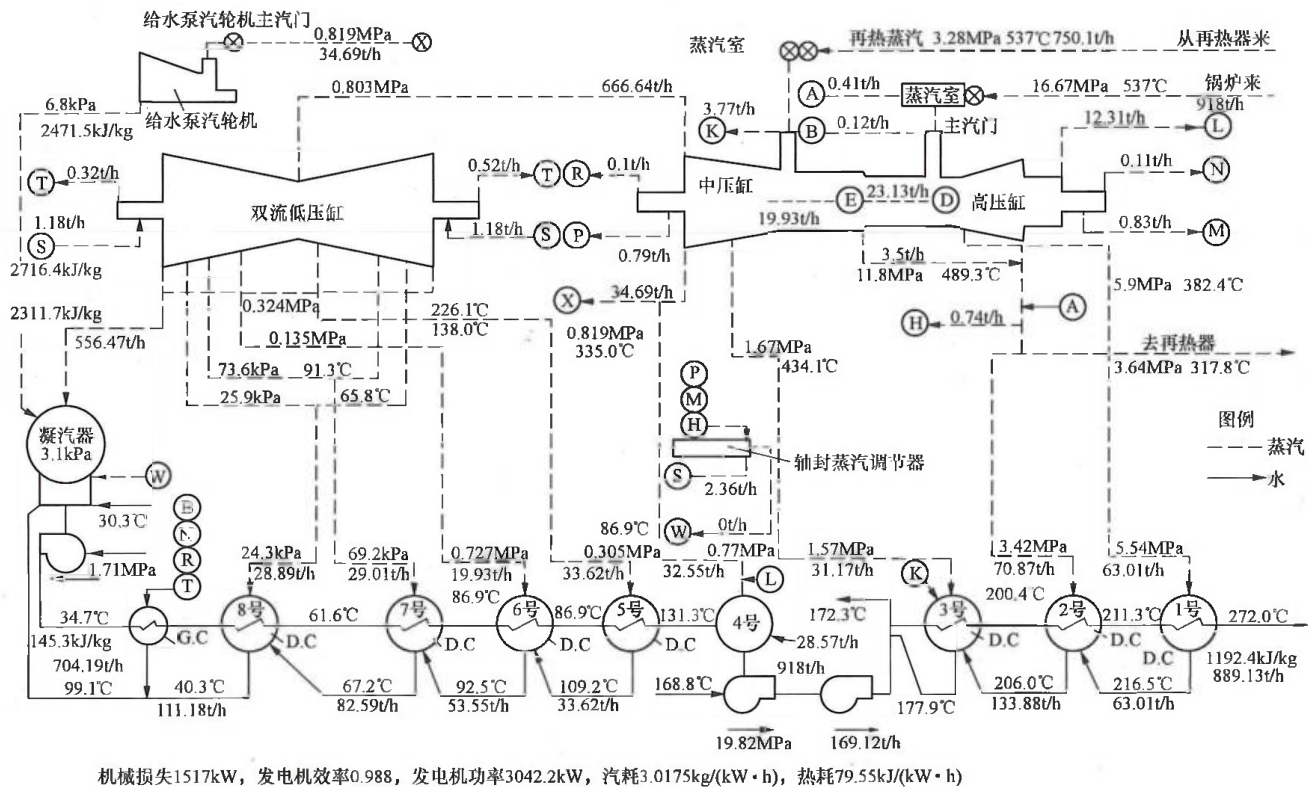 给水泵汽轮机主汽门
0.819MPa
34.69t/h
X
给水泵汽轮机
6.8kPa
2471.5kJ/kg
0.803MPa
666.64t/h
蒸汽室
再热蒸汽 3.28MPa 537℃750.1t/h
从再热器来
A 0.41t/h
蒸汽室
16.67MPa 537℃
锅炉来
918t/h
3.77t/h
K
B 0.12t/h
主汽门
12.31t/h
L
T 0.32t/h
0.52t/h
T R
0.1t/h
中压缸
E 23.13t/h D
高压缸
0.11t/h
N
双流低压缸
1.18t/h
S
1.18t/h
S P
0.79t/h
19.93t/h
0.83t/h
M
2716.4kJ/kg
3.5t/h
11.8MPa 489.3℃
5.9MPa 382.4℃
2311.7kJ/kg
556.47t/h
0.324MPa
226.1℃
138.0℃
0.135MPa
X 34.69t/h
0.819MPa
335.0℃
H 0.74t/h
A
1.67MPa
434.1℃
去再热器
3.64MPa 317.8℃
73.6kPa 91.3℃
25.9kPa 65.8℃
P
M
H
图例
蒸汽
水
凝汽器
3.1kPa
轴封蒸汽调节器
S 2.36t/h
W
30.3℃
B
N
R
T
W 0t/h
1.71MPa
24.3kPa
28.89t/h
69.2kPa
29.01t/h
0.727MPa
19.93t/h
86.9℃
86.9℃
0.305MPa
33.62t/h
0.77MPa
32.55t/h
L
1.57MPa
31.17t/h
K
3.42MPa
70.87t/h
200.4℃
5.54MPa
63.01t/h
34.7℃
145.3kJ/kg
704.19t/h
99.1℃
G.C
8号
D.C
61.6℃
7号
D.C
6号
D.C
86.9℃
5号
D.C
131.3℃
4号
28.57t/h
172.3℃
3号
D.C
2号
D.C
211.3℃
1号
D.C
272.0℃
1192.4kJ/kg
889.13t/h
40.3℃
111.18t/h
67.2℃
82.59t/h
92.5℃
53.55t/h
109.2℃
33.62t/h
168.8℃
918t/h
177.9℃
206.0℃
133.88t/h
216.5℃
63.01t/h
19.82MPa
169.12t/h
机械损失1517kW，发电机效率0.988，发电机功率3042.2kW，汽耗3.0175kg/(kW·h)，热耗79.55kJ/(kW·h)